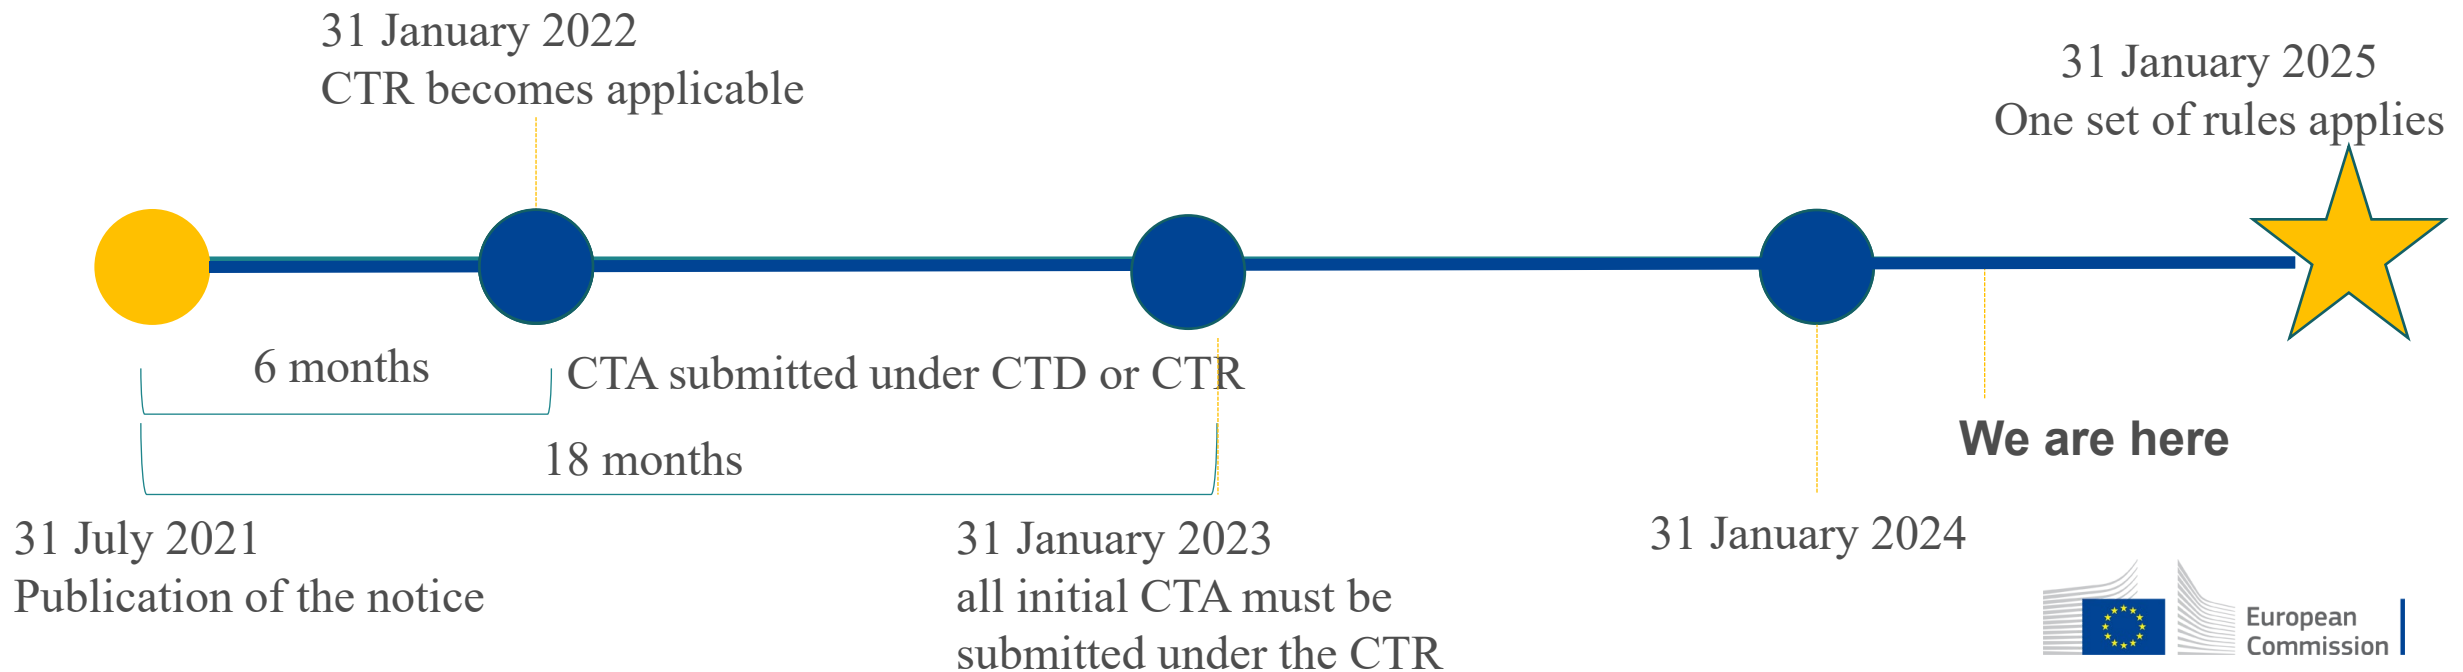 31 January 2022
CTR becomes applicable
31 January 2025
One set of rules applies
6 months
CTA submitted under CTD or CTR
18 months
We are here
31 July 2021
Publication of the notice
31 January 2023
all initial CTA must be
submitted under the CTR
31 January 2024
European
Commission